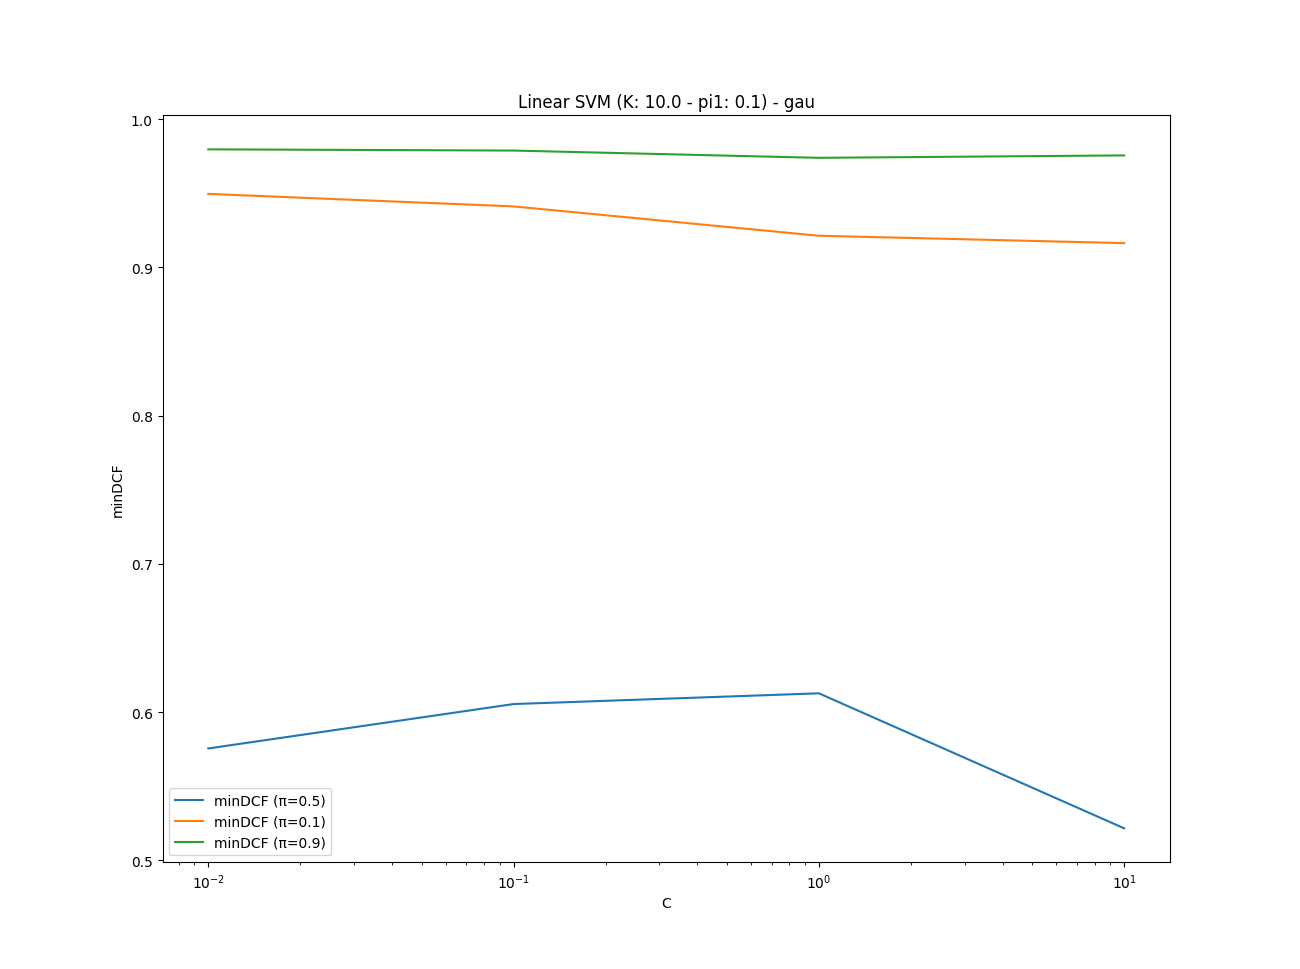 Linear SVM (K: 10.0 - pi1: 0.1) - gau
1.0
0.9
0.8
0.7
0.6
0.5
minDCF
minDCF (π=0.5)
minDCF (π=0.1)
minDCF (π=0.9)
10⁻² 10⁻¹ 10⁰ 10¹
C